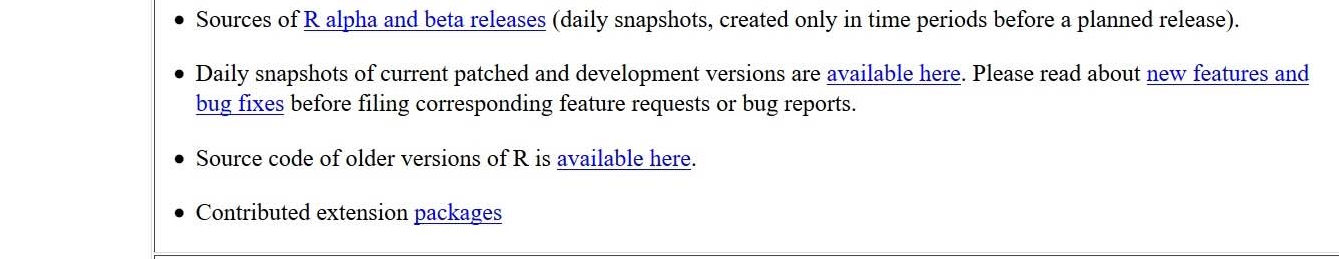 Sources of R alpha and beta releases (daily snapshots, created only in time periods before a planned release).
Daily snapshots of current patched and development versions are available here. Please read about new features and
bug fixes before filing corresponding feature requests or bug reports.
Source code of older versions of R is available here.
Contributed extension packages